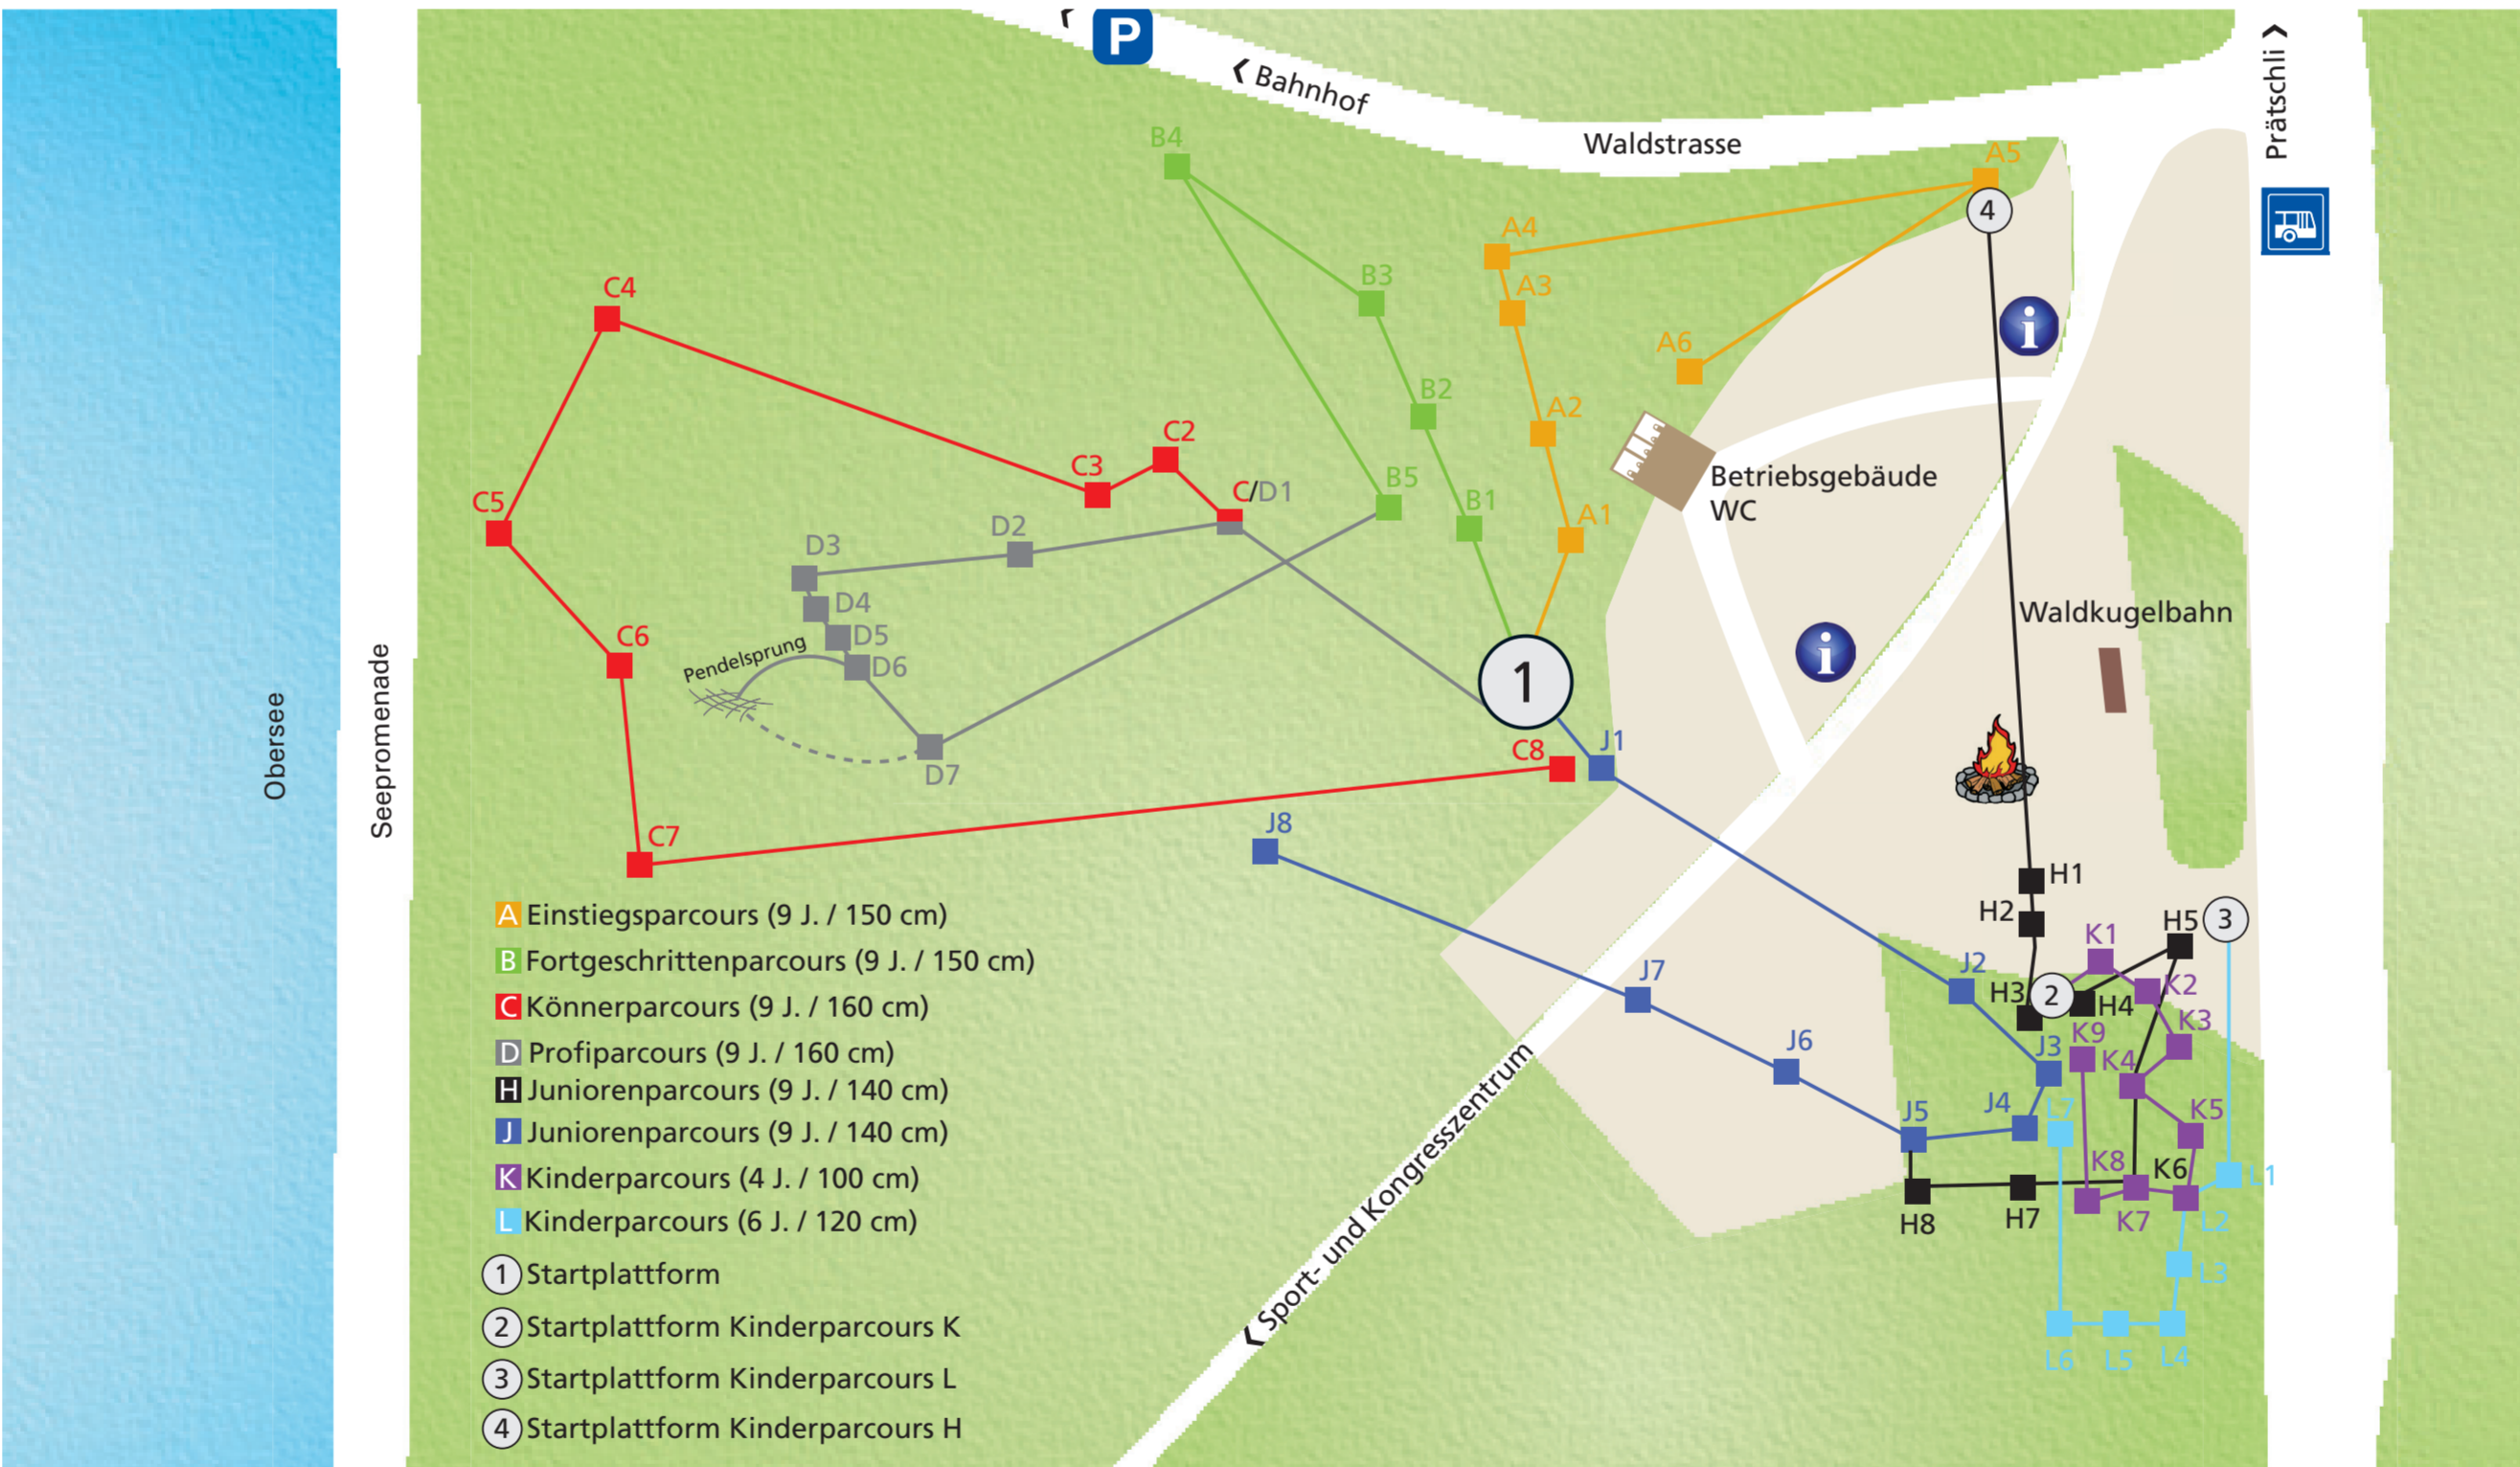 P
‹ Bahnhof
Waldstrasse
Prätschli ›
B4
A5
4
A4
B3
A3
C4
A6
B2
A2
C2
C3
Betriebsgebäude
WC
C/D1
B5
B1
A1
C5
D2
D3
D4
D5
D6
Pendelsprung
C6
Waldkugelbahn
i
i
1
Obersee
Seepromenade
D7
C8
J1
C7
J8
H1
H2
H5
3
K1
J2
H3
2
H4
K2
K3
K9
J7
J6
J3
K4
J5
J4
L7
K5
K8
K6
L1
H8
H7
K7
L2
L3
L6
L5
L4
‹ Sport- und Kongresszentrum
A Einstiegsparcours (9 J. / 150 cm)
B Fortgeschrittenparcours (9 J. / 150 cm)
C Könnerparcours (9 J. / 160 cm)
D Profiparcours (9 J. / 160 cm)
H Juniorenparcours (9 J. / 140 cm)
J Juniorenparcours (9 J. / 140 cm)
K Kinderparcours (4 J. / 100 cm)
L Kinderparcours (6 J. / 120 cm)
1 Startplattform
2 Startplattform Kinderparcours K
3 Startplattform Kinderparcours L
4 Startplattform Kinderparcours H